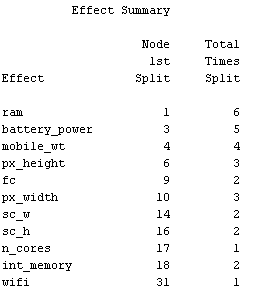 Effect Summary
Node Total
1st Times
Effect Split Split
ram 1 6
battery_power 3 5
mobile_wt 4 4
px_height 6 3
fc 9 2
px_width 10 3
sc_w 14 2
sc_h 16 2
n_cores 17 1
int_memory 18 2
wifi 31 1